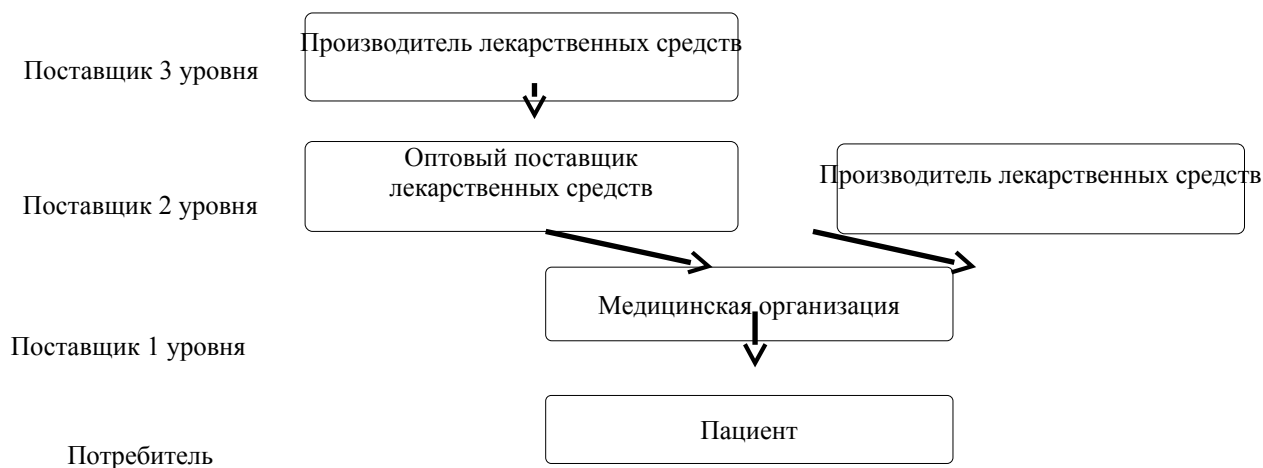 Производитель лекарственных средств
Поставщик 3 уровня
Оптовый поставщик
лекарственных средств
Производитель лекарственных средств
Поставщик 2 уровня
Медицинская организация
Поставщик 1 уровня
Пациент
Потребитель